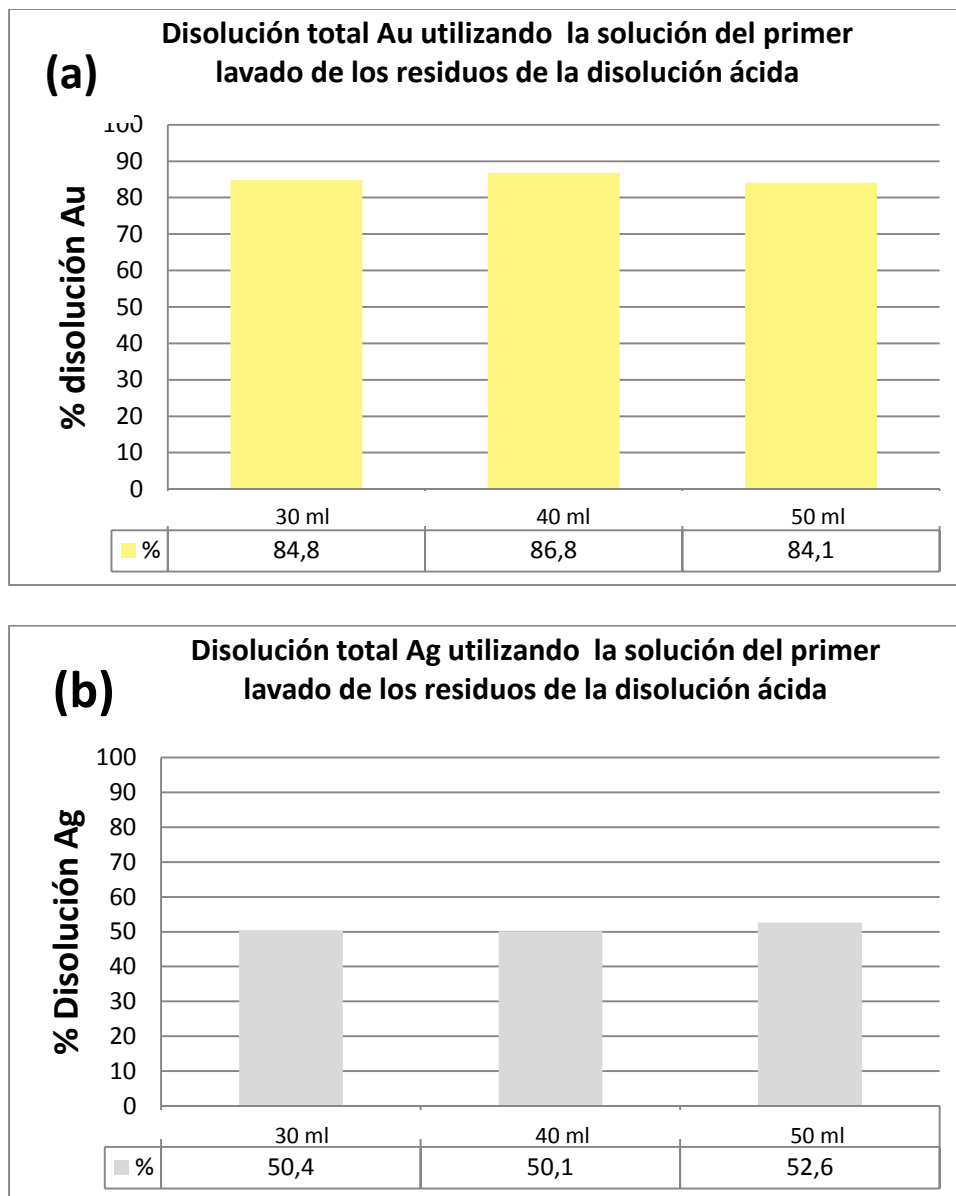 Disolución total Au utilizando la solución del primer
lavado de los residuos de la disolución ácida
(a)
% disolución Au
100
90
80
70
60
50
40
30
20
10
0
30 ml 40 ml 50 ml
% 84,8 86,8 84,1
Disolución total Ag utilizando la solución del primer
lavado de los residuos de la disolución ácida
(b)
% Disolución Ag
100
90
80
70
60
50
40
30
20
10
0
30 ml 40 ml 50 ml
% 50,4 50,1 52,6